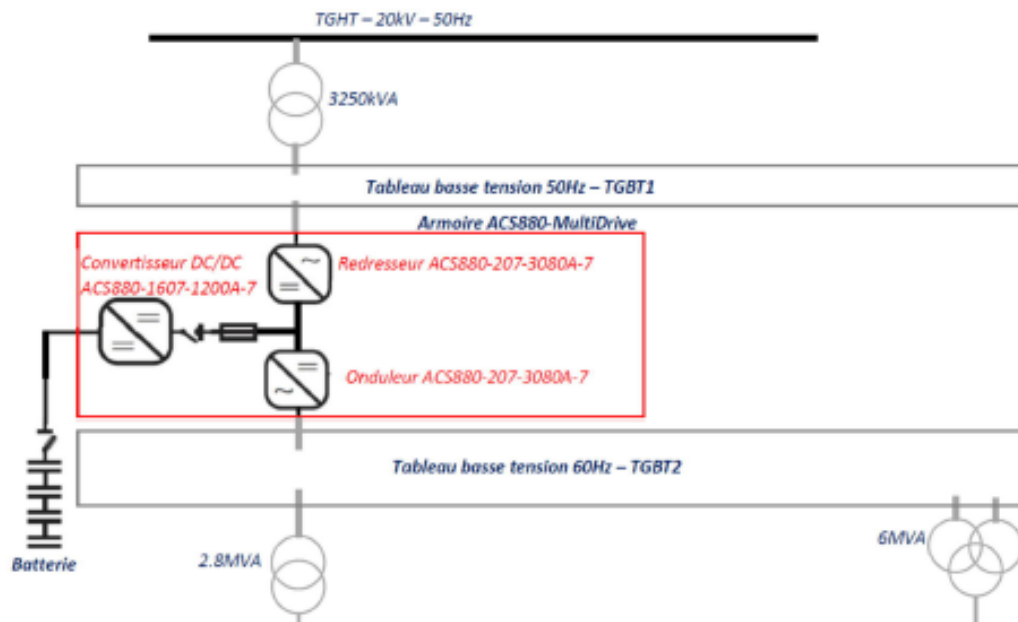 TGHT – 20kV – 50Hz
3250kVA
Tableau basse tension 50Hz – TGBT1
Armoire ACS880-MultiDrive
Convertisseur DC/DC
ACS880-1607-1200A-7
Redresseur ACS880-207-3080A-7
Onduleur ACS880-207-3080A-7
Tableau basse tension 60Hz – TGBT2
Batterie
2.8MVA
6MVA